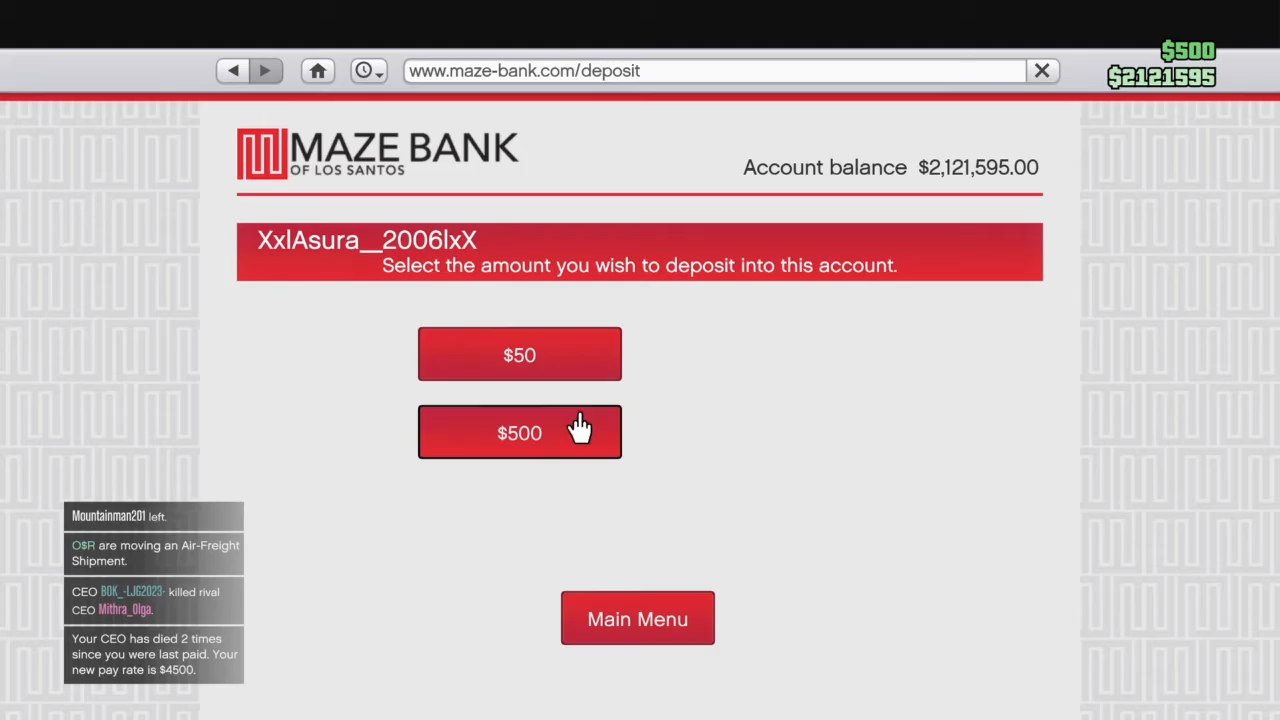 www.maze-bank.com/deposit
$500
$2121595
MAZE BANK
OF LOS SANTOS
Account balance $2,121,595.00
XxlAsura__2006lxX
Select the amount you wish to deposit into this account.
$50
$500
Mountainman201 left.
O$R are moving an Air-Freight
Shipment.
CEO BOK_-LJG2023- killed rival
CEO Mithra_Olga.
Your CEO has died 2 times
since you were last paid. Your
new pay rate is $4500.
Main Menu